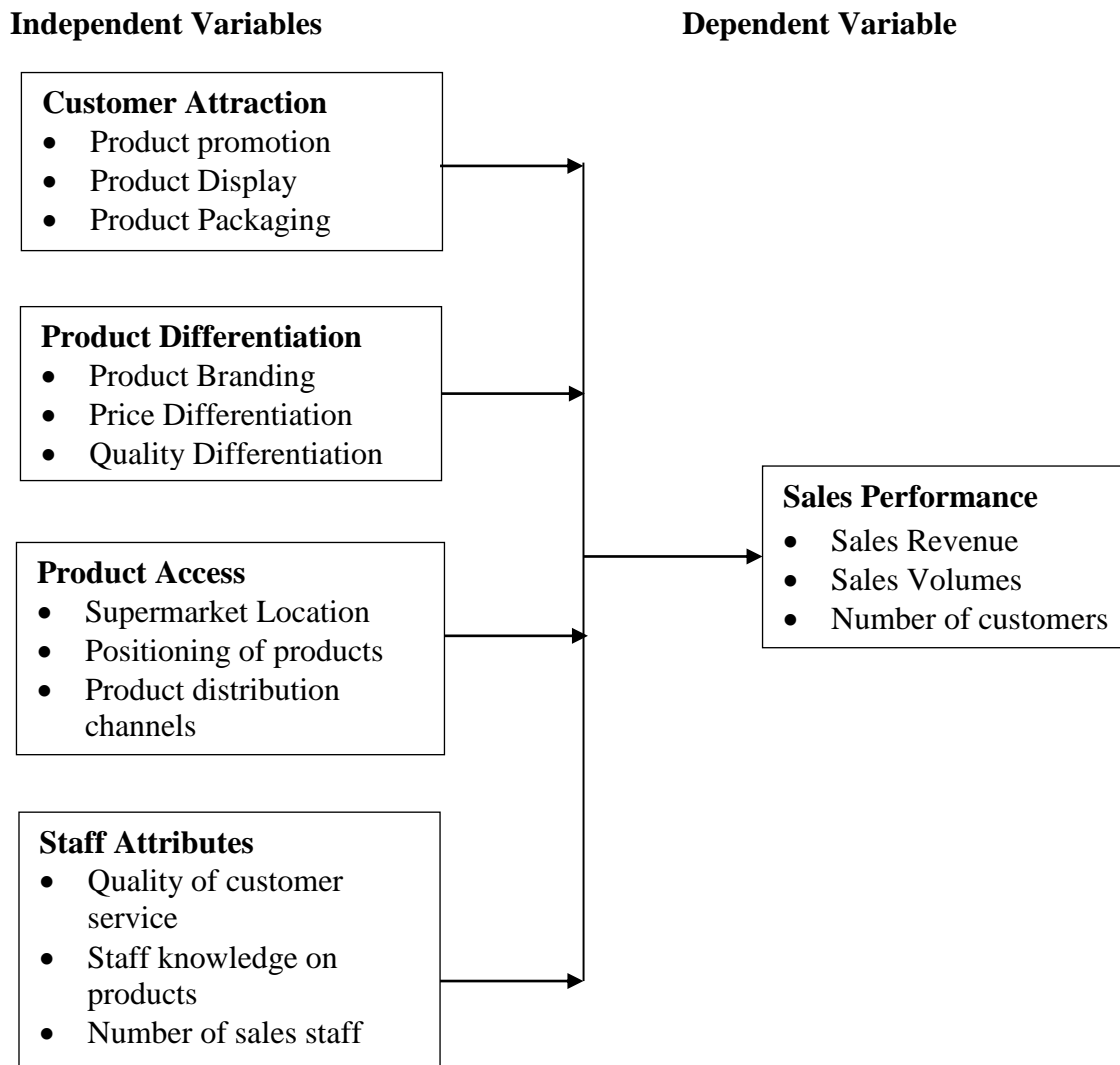 Independent Variables
Dependent Variable
Customer Attraction
• Product promotion
• Product Display
• Product Packaging
Product Differentiation
• Product Branding
• Price Differentiation
• Quality Differentiation
Product Access
• Supermarket Location
• Positioning of products
• Product distribution
channels
Staff Attributes
• Quality of customer
service
• Staff knowledge on
products
• Number of sales staff
Sales Performance
• Sales Revenue
• Sales Volumes
• Number of customers